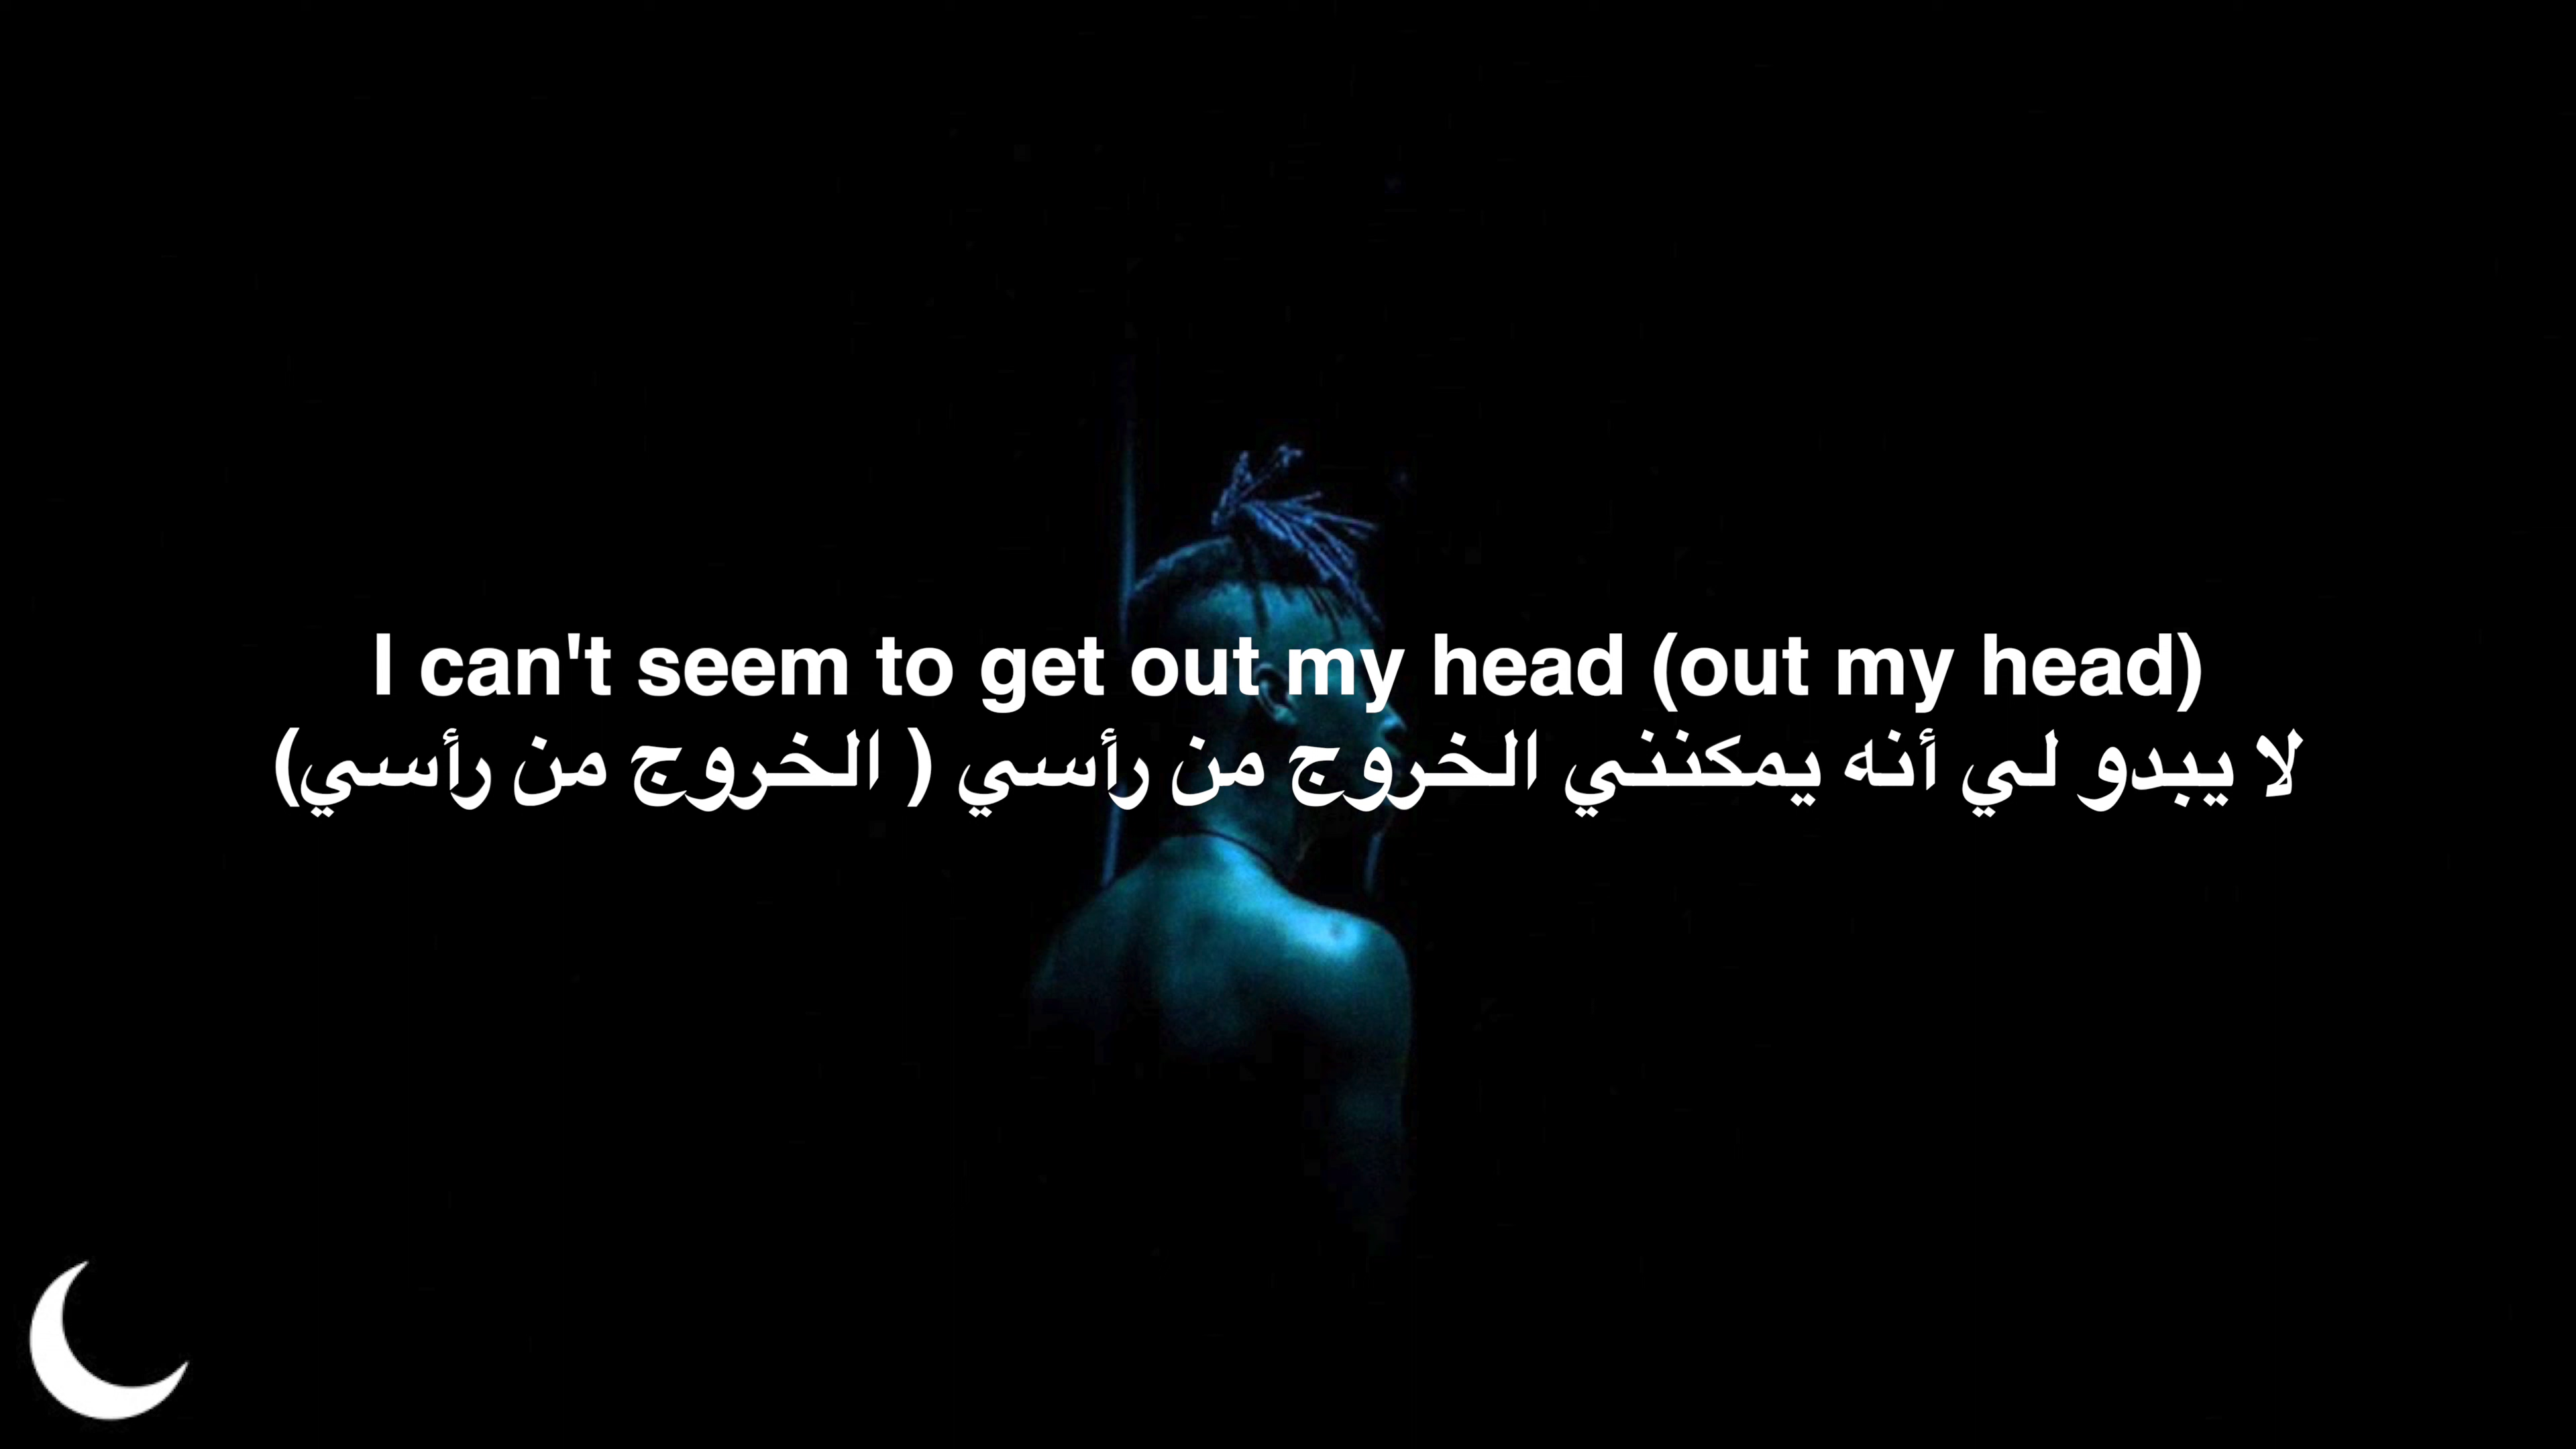 I can't seem to get out my head (out my head)
لا يبدو لي أنه يمكنني الخروج من رأسي ( الخروج من رأسي)